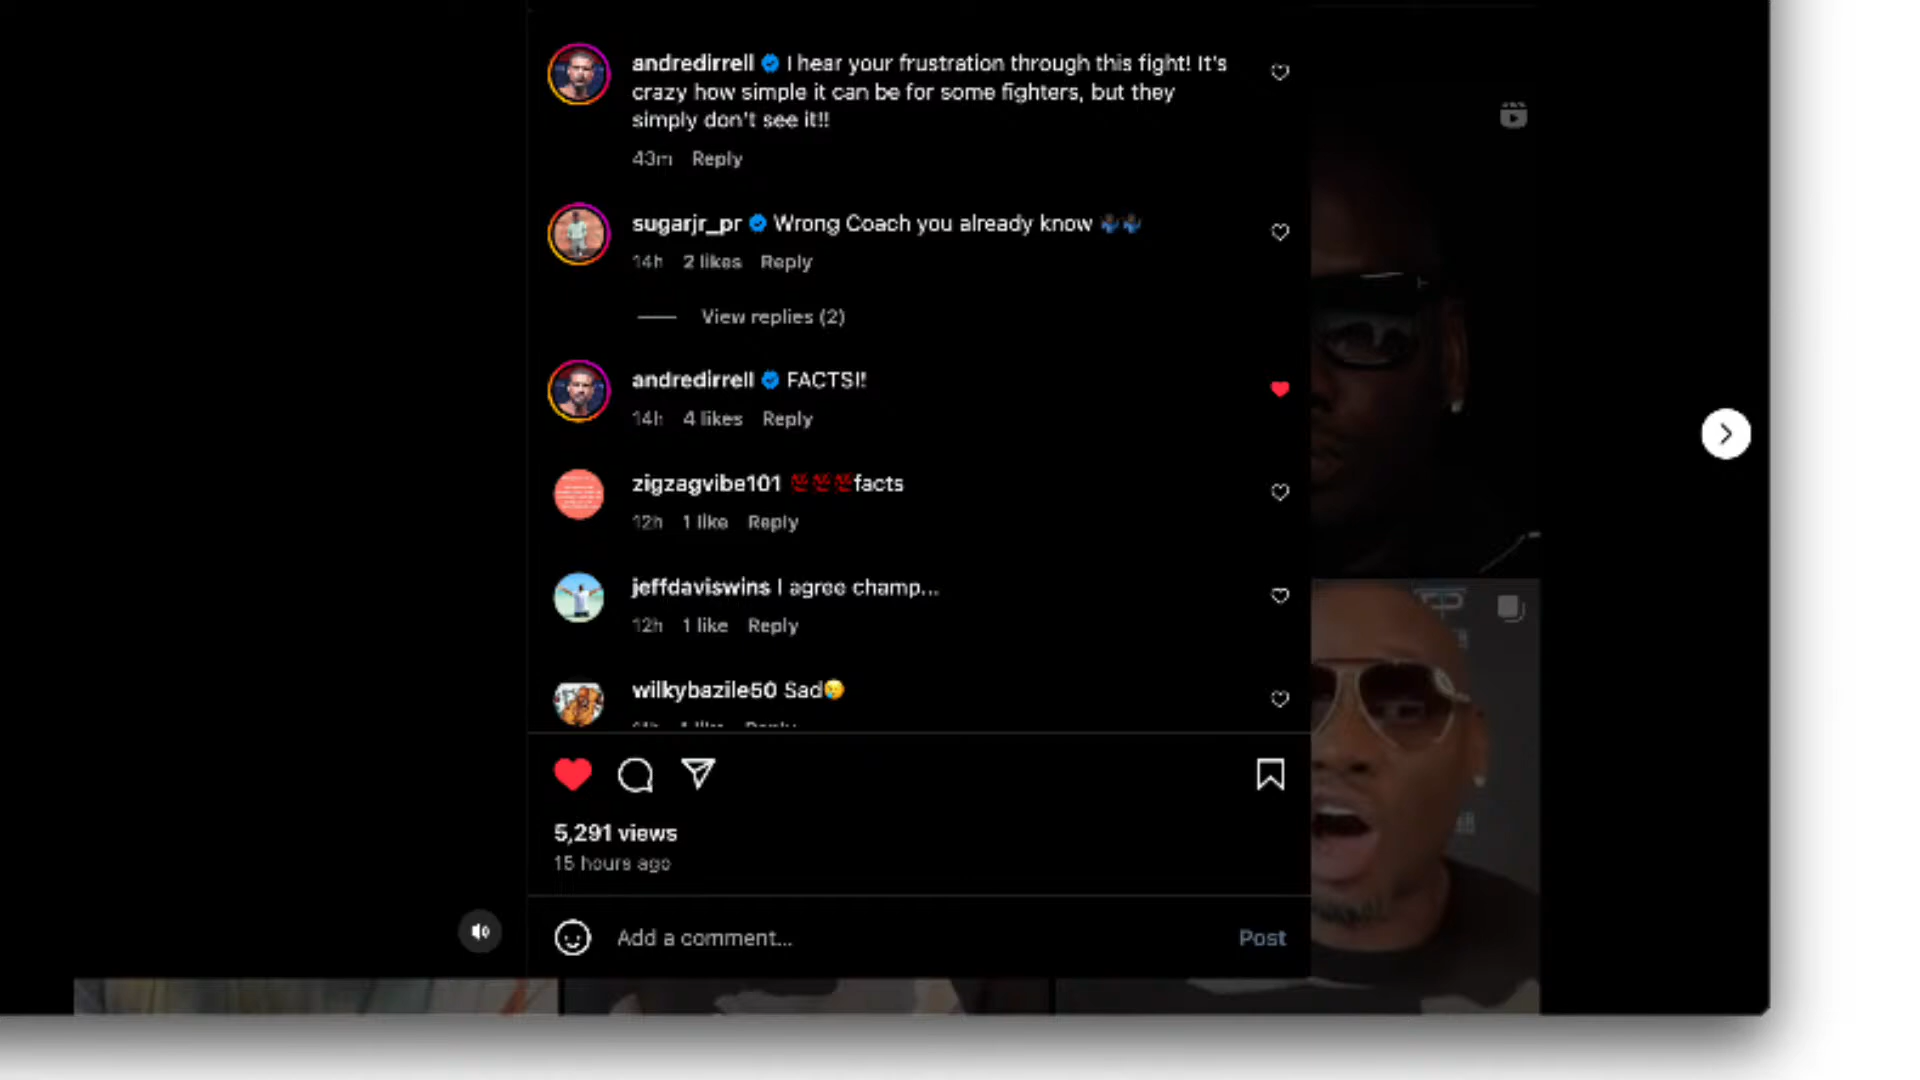 andredirrell I hear your frustration through this fight! It's
crazy how simple it can be for some fighters, but they
simply don't see it!!
43m Reply
sugarjr_pr Wrong Coach you already know 🤷🏿‍♂️🤷🏿‍♂️
14h 2 likes Reply
View replies (2)
andredirrell FACTS!!
14h 4 likes Reply
zigzagvibe101 💯💯💯facts
12h 1 like Reply
jeffdaviswins I agree champ...
12h 1 like Reply
wilkybazile50 Sad😢
1 like Reply
5,291 views
15 hours ago
Add a comment...
Post